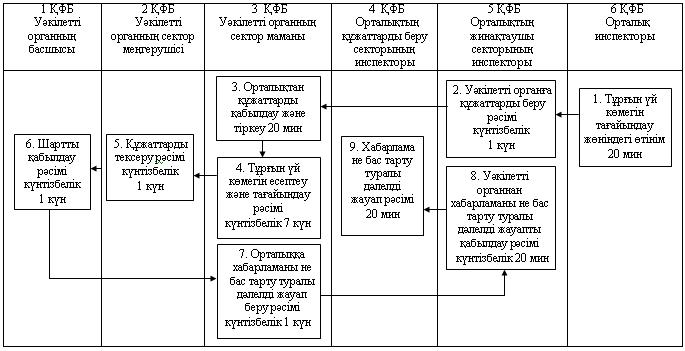 1 ҚФБ
Уәкілетті
органның
басшысы
2 ҚФБ
Уәкілетті
органның сектор
меңгерушісі
3 ҚФБ
Уәкілетті органның
сектор маманы
4 ҚФБ
Орталықтың
құжаттарды беру
секторының
инспекторы
5 ҚФБ
Орталықтың
жинақтаушы
секторының
инспекторы
6 ҚФБ
Орталық
инспекторы
3. Орталықтан
құжаттарды
қабылдау және
тіркеу 20 мин
2. Уәкілетті органға
құжаттарды беру
рәсімі
күнтізбелік
1 күн
1. Тұрғын үй
көмегін
тағайындау
жөніндегі өтініш
20 мин
6. Шартты
қабылдау
рәсімі
күнтізбелік
1 күн
5. Құжаттарды
тексеру рәсімі
күнтізбелік
1 күн
4. Тұрғын үй
көмегін есептеу
және тағайындау
рәсімі
күнтізбелік 7 күн
9. Хабарлама
не бас тарту
туралы
дәлелді
жауап рәсімі
20 мин
8. Уәкілетті
органнан
хабарламаны не бас
тарту туралы
дәлелді жауапты
қабылдау рәсімі
күнтізбелік 20 мин
7. Орталыққа
хабарламаны не
бас тарту туралы
дәлелді жауап
беру рәсімі
күнтізбелік 1 күн